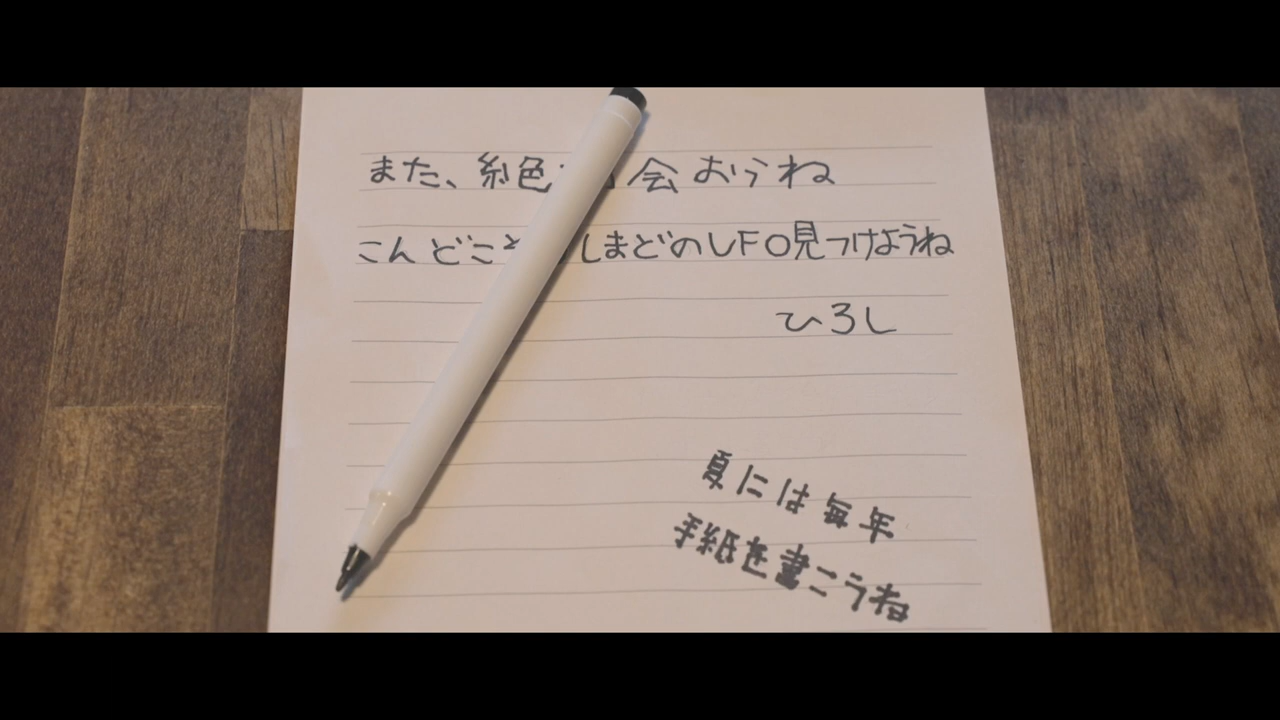 また、絶 会おうね
こんどこそ しまどのUFO見つけようね
ひろし
夏には毎年
手紙を書こうね